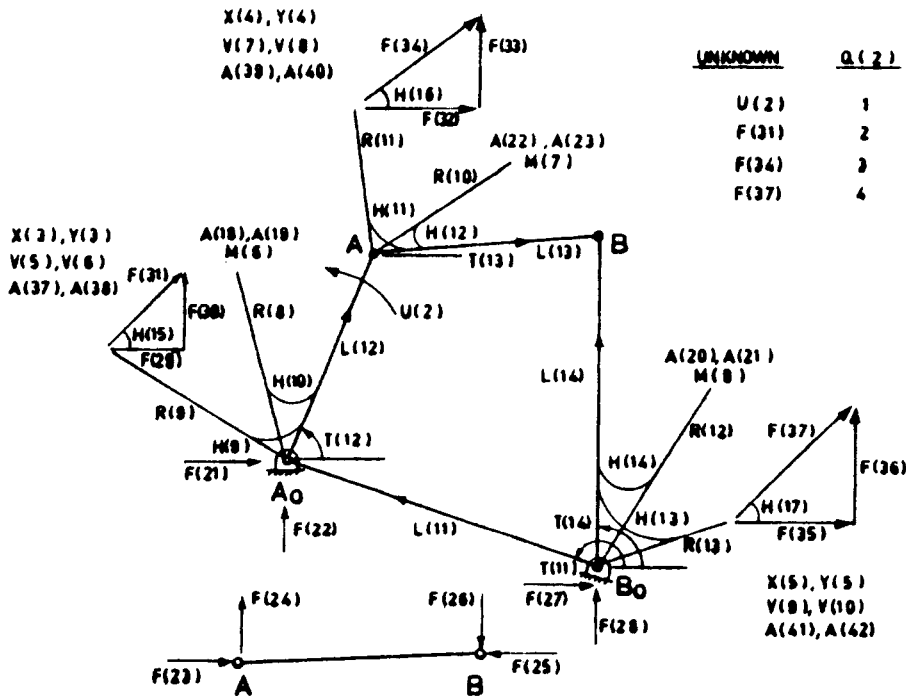 X(4), Y(4)
V(7), V(8)
A(39), A(40)
F(34)
F(33)
H(16)
F(32)
UNKNOWN Q(2)
U(2) 1
F(31) 2
F(34) 3
F(37) 4
R(11)
A(22), A(23)
M(7)
R(10)
H(11)
H(12)
A
B
T(13)
L(13)
X(3), Y(3)
V(5), V(6)
A(37), A(38)
A(18), A(19)
M(6)
F(31)
H(15)
F(29)
R(8)
U(2)
L(12)
L(14)
A(20), A(21)
M(8)
H(10)
R(9)
H(9)
T(12)
F(21)
A0
F(22)
R(12)
F(37)
F(36)
H(14)
H(17)
F(35)
L(11)
T(14)
H(13)
R(13)
T(11)
B0
F(27)
F(28)
X(5), Y(5)
V(9), V(10)
A(41), A(42)
F(24)
F(26)
F(23)
F(25)
A
B